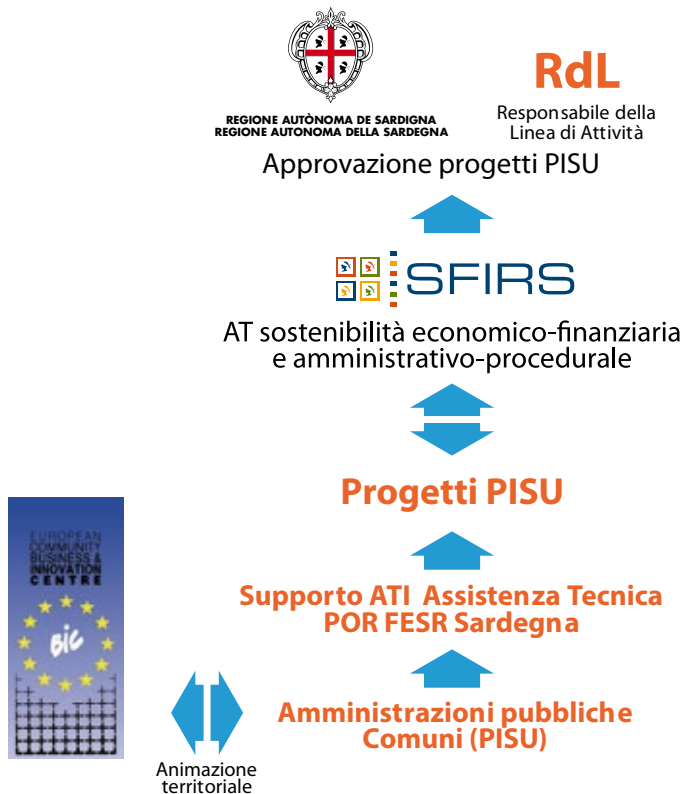 REGIONE AUTÒNOMA DE SARDIGNA
REGIONE AUTONOMA DELLA SARDEGNA
RdL
Responsabile della
Linea di Attività
Approvazione progetti PISU
SFIRS
AT sostenibilità economico-finanziaria
e amministrativo-procedurale
Progetti PISU
EUROPEAN
COMMUNITY
BUSINESS &
INNOVATION
CENTRE
BIC
Supporto ATI Assistenza Tecnica
POR FESR Sardegna
Amministrazioni pubbliche
Comuni (PISU)
Animazione
territoriale